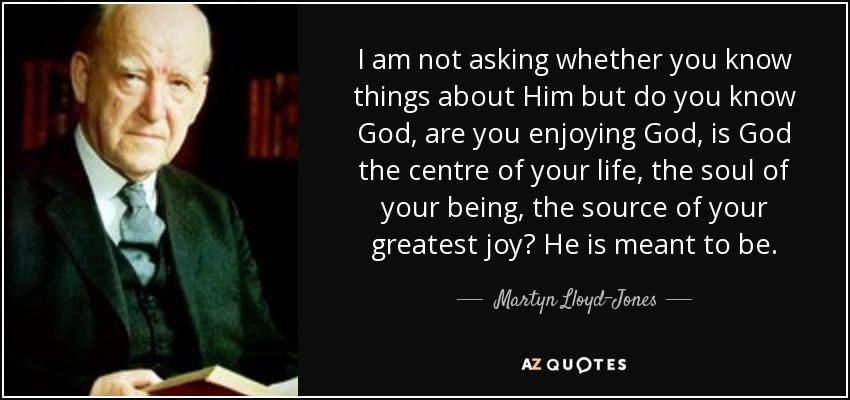 I am not asking whether you know
things about Him but do you know
God, are you enjoying God, is God
the centre of your life, the soul of
your being, the source of your
greatest joy? He is meant to be.
Martyn Lloyd-Jones
AZ QUOTES